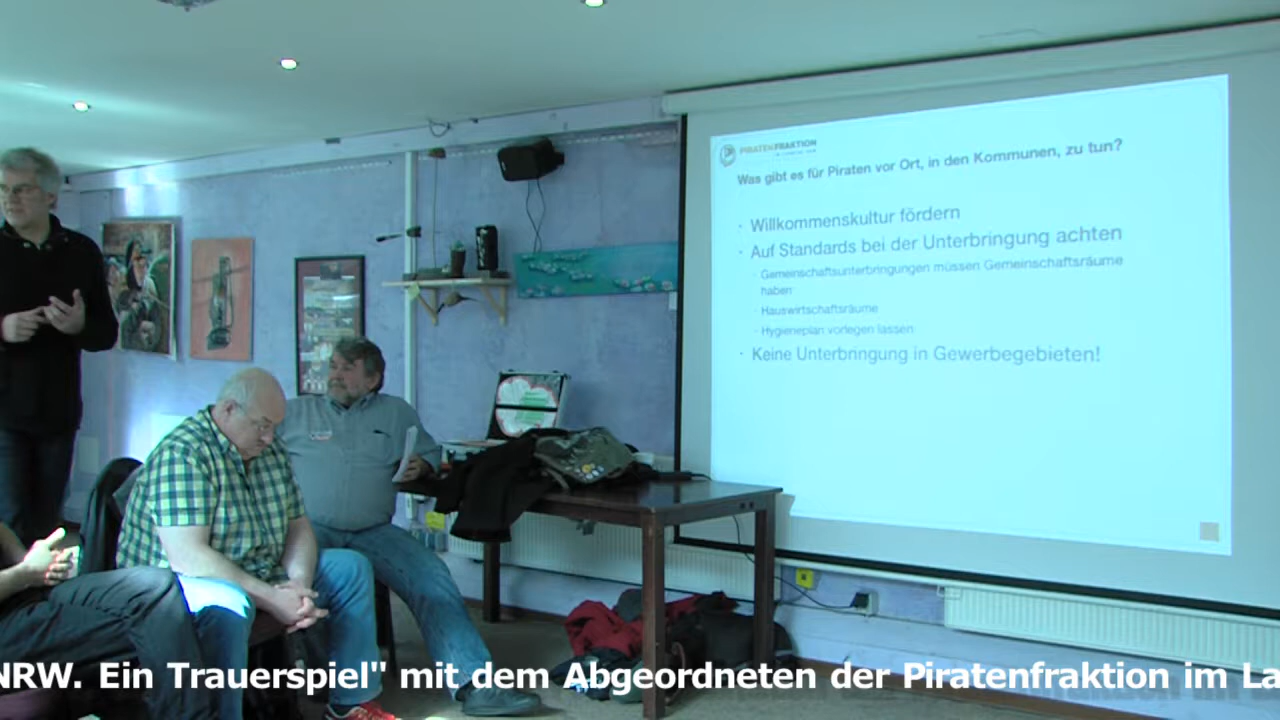 PIRATENFRAKTION
Was gibt es für Piraten vor Ort, in den Kommunen, zu tun?
· Willkommenskultur fördern
· Auf Standards bei der Unterbringung achten
· Gemeinschaftsunterbringungen müssen Gemeinschaftsräume
haben
· Hauswirtschaftsräume
· Hygieneplan vorlegen lassen
· Keine Unterbringung in Gewerbegebieten!
NRW. Ein Trauerspiel" mit dem Abgeordneten der Piratenfraktion im La